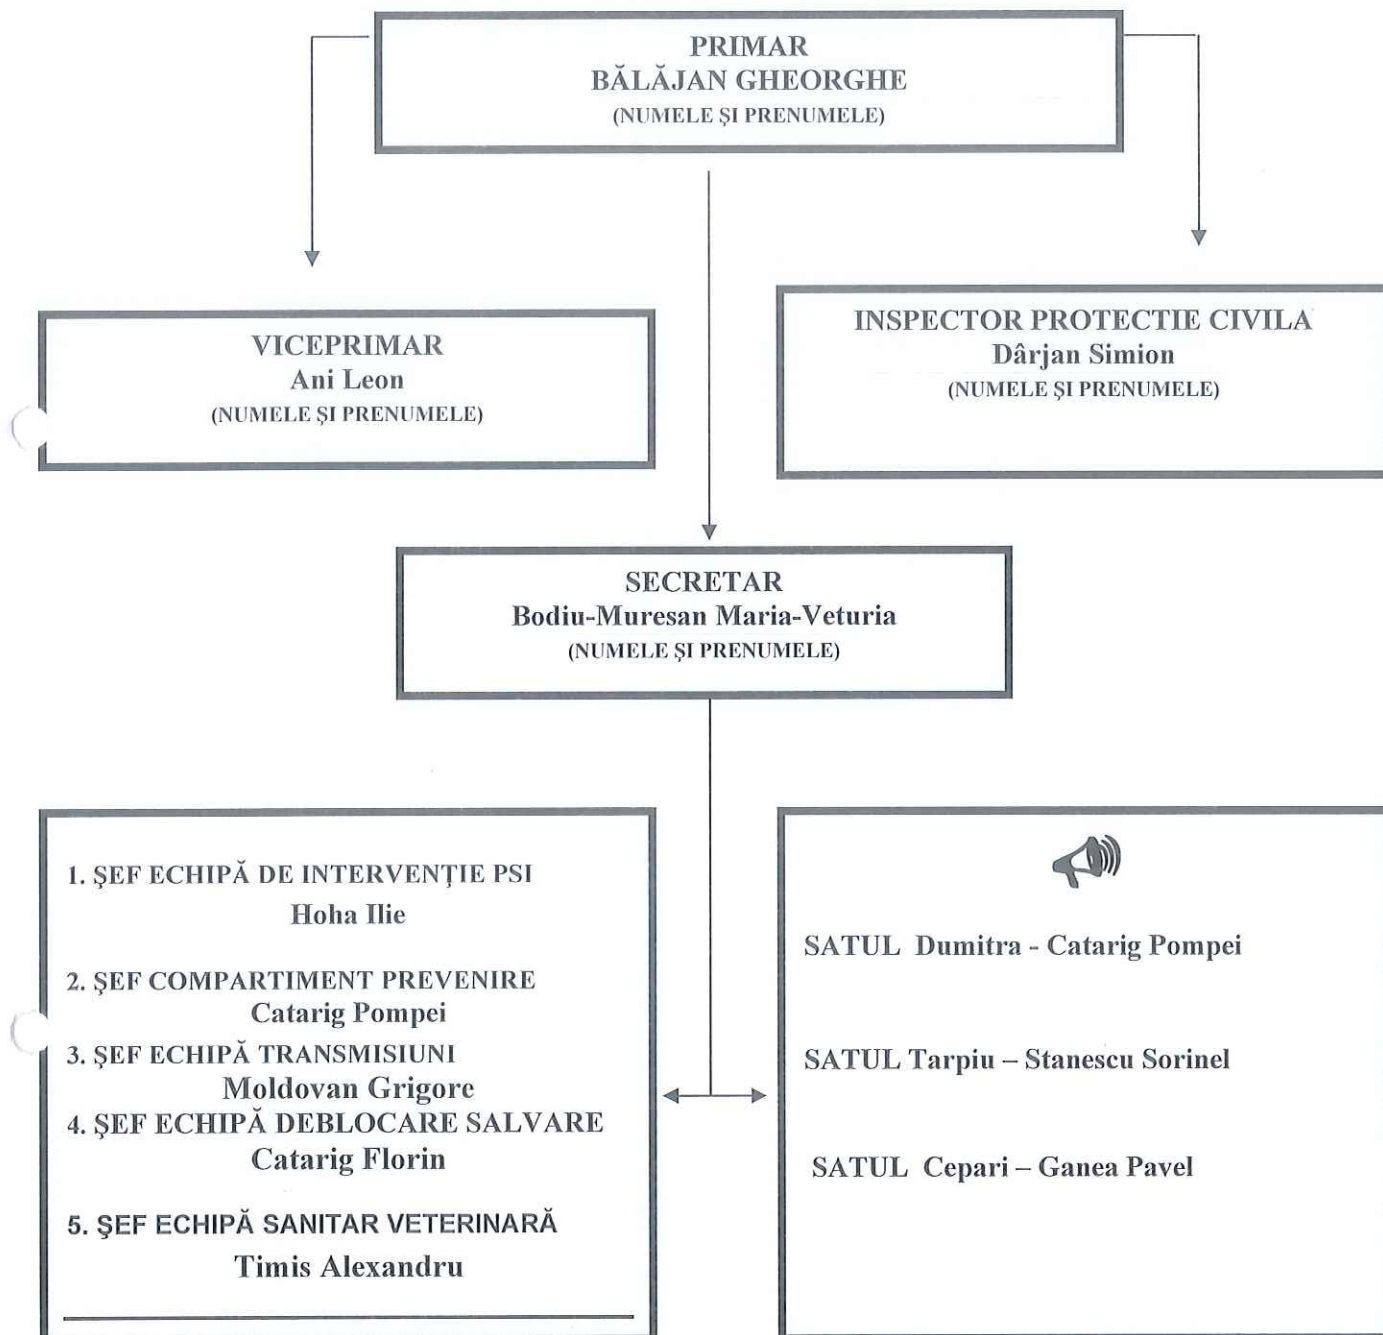 PRIMAR
BĂLĂJAN GHEORGHE
(NUMELE ŞI PRENUMELE)
VICEPRIMAR
Ani Leon
(NUMELE ŞI PRENUMELE)
INSPECTOR PROTECTIE CIVILA
Dârjan Simion
(NUMELE ŞI PRENUMELE)
SECRETAR
Bodiu-Muresan Maria-Veturia
(NUMELE ŞI PRENUMELE)
1. ŞEF ECHIPĂ DE INTERVENŢIE PSI
Hoha Ilie
2. ŞEF COMPARTIMENT PREVENIRE
Catarig Pompei
3. ŞEF ECHIPĂ TRANSMISIUNI
Moldovan Grigore
4. ŞEF ECHIPĂ DEBLOCARE SALVARE
Catarig Florin
5. ŞEF ECHIPĂ SANITAR VETERINARĂ
Timis Alexandru
SATUL Dumitra - Catarig Pompei
SATUL Tarpiu – Stanescu Sorinel
SATUL Cepari – Ganea Pavel